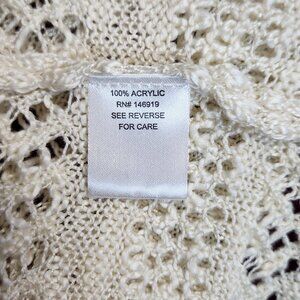 100% ACRYLIC
RN# 146919
SEE REVERSE
FOR CARE